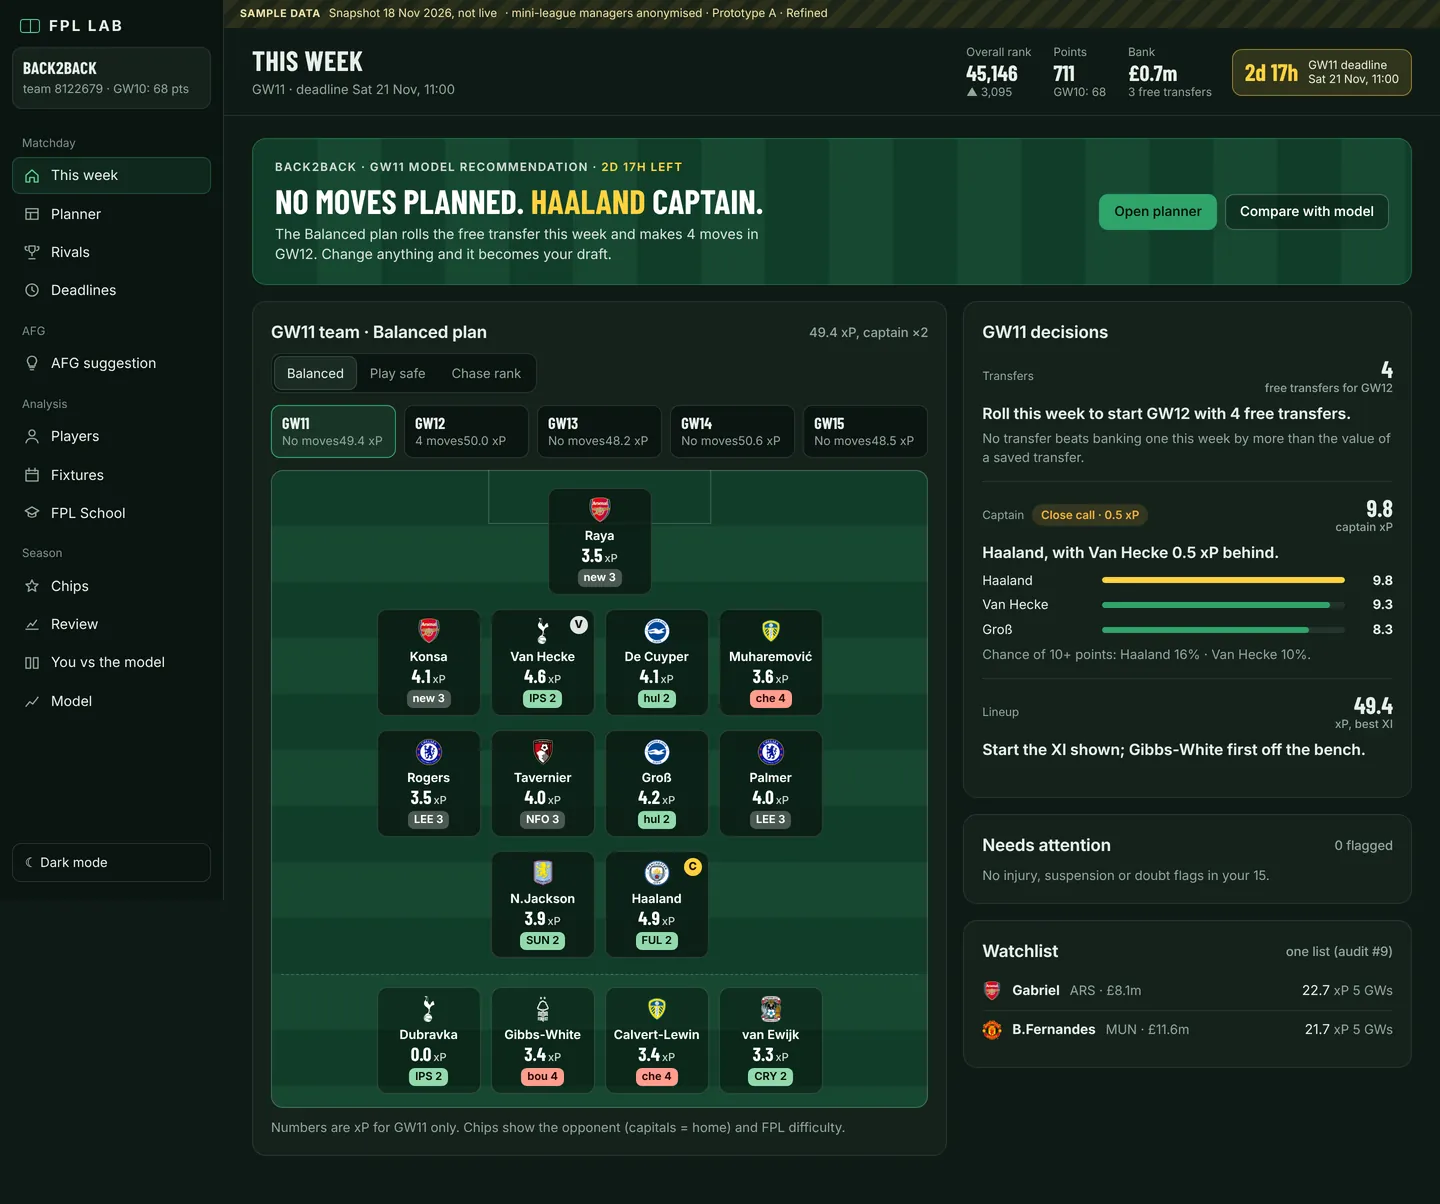 FPL LAB
BACK2BACK
team 8122679 · GW10: 68 pts
Matchday
This week
Planner
Rivals
Deadlines
AFG
AFG suggestion
Analysis
Players
Fixtures
FPL School
Season
Chips
Review
You vs the model
Model
Dark mode
SAMPLE DATA Snapshot 18 Nov 2026, not live · mini-league managers anonymised · Prototype A · Refined
THIS WEEK
GW11 · deadline Sat 21 Nov, 11:00
Overall rank
45,146
▲ 3,095
Points
711
GW10: 68
Bank
£0.7m
3 free transfers
2d 17h
GW11 deadline
Sat 21 Nov, 11:00
BACK2BACK · GW11 MODEL RECOMMENDATION · 2D 17H LEFT
NO MOVES PLANNED. HAALAND CAPTAIN.
The Balanced plan rolls the free transfer this week and makes 4 moves in
GW12. Change anything and it becomes your draft.
Open planner
Compare with model
GW11 team · Balanced plan
49.4 xP, captain ×2
Balanced
Play safe
Chase rank
GW11
No moves49.4 xP
GW12
4 moves50.0 xP
GW13
No moves48.2 xP
GW14
No moves50.6 xP
GW15
No moves48.5 xP
Raya
3.5 xP
new 3
Konsa
4.1 xP
new 3
V
Van Hecke
4.6 xP
IPS 2
De Cuyper
4.1 xP
hul 2
Muharemović
3.6 xP
che 4
Rogers
3.5 xP
LEE 3
Tavernier
4.0 xP
NFO 3
Groß
4.2 xP
hul 2
Palmer
4.0 xP
LEE 3
N.Jackson
3.9 xP
SUN 2
C
Haaland
4.9 xP
FUL 2
Dubravka
0.0 xP
IPS 2
Gibbs-White
3.4 xP
bou 4
Calvert-Lewin
3.4 xP
che 4
van Ewijk
3.3 xP
CRY 2
Numbers are xP for GW11 only. Chips show the opponent (capitals = home) and FPL difficulty.
GW11 decisions
Transfers
4
free transfers for GW12
Roll this week to start GW12 with 4 free transfers.
No transfer beats banking one this week by more than the value of
a saved transfer.
Captain
Close call · 0.5 xP
9.8
captain xP
Haaland, with Van Hecke 0.5 xP behind.
Haaland 9.8
Van Hecke 9.3
Groß 8.3
Chance of 10+ points: Haaland 16% · Van Hecke 10%.
Lineup
49.4
xP, best XI
Start the XI shown; Gibbs-White first off the bench.
Needs attention
0 flagged
No injury, suspension or doubt flags in your 15.
Watchlist
one list (audit #9)
Gabriel ARS · £8.1m 22.7 xP 5 GWs
B.Fernandes MUN · £11.6m 21.7 xP 5 GWs